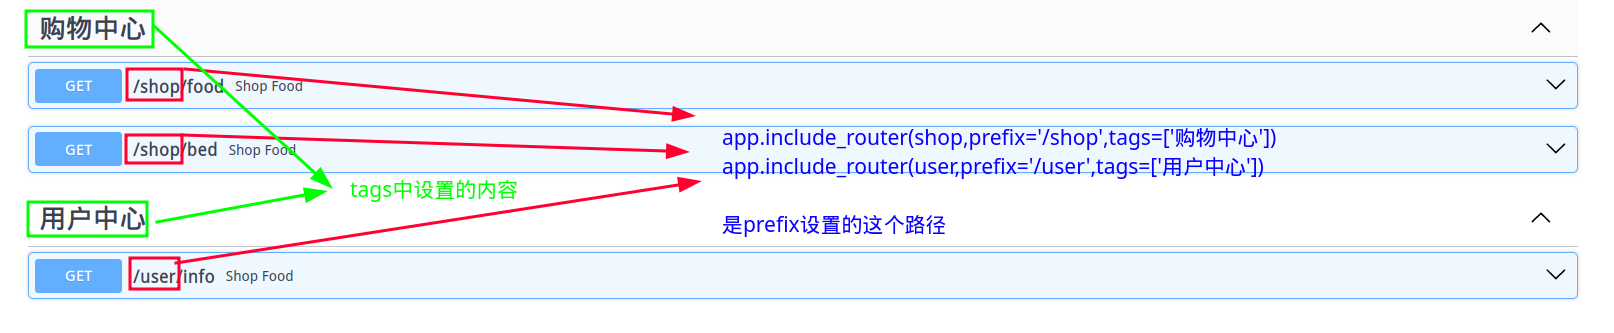 购物中心
GET /shop/food Shop Food
GET /shop/bed Shop Food
app.include_router(shop,prefix='/shop',tags=['购物中心'])
app.include_router(user,prefix='/user',tags=['用户中心'])
tags中设置的内容
用户中心
是prefix设置的这个路径
GET /user/info Shop Food